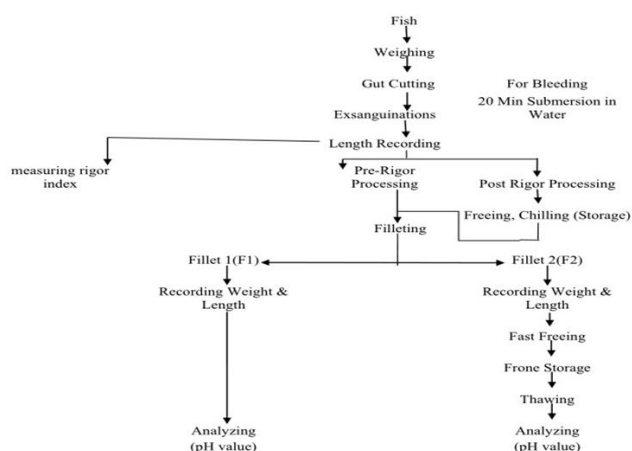 Fish
Weighing
Gut Cutting
For Bleeding
20 Min Submersion in
Water
Exsanguinations
Length Recording
measuring rigor
index
Pre-Rigor
Processing
Post Rigor Processing
Freeing, Chilling (Storage)
Filleting
Fillet 1(F1)
Fillet 2(F2)
Recording Weight &
Length
Recording Weight &
Length
Fast Freeing
Frone Storage
Thawing
Analyzing
(pH value)
Analyzing
(pH value)